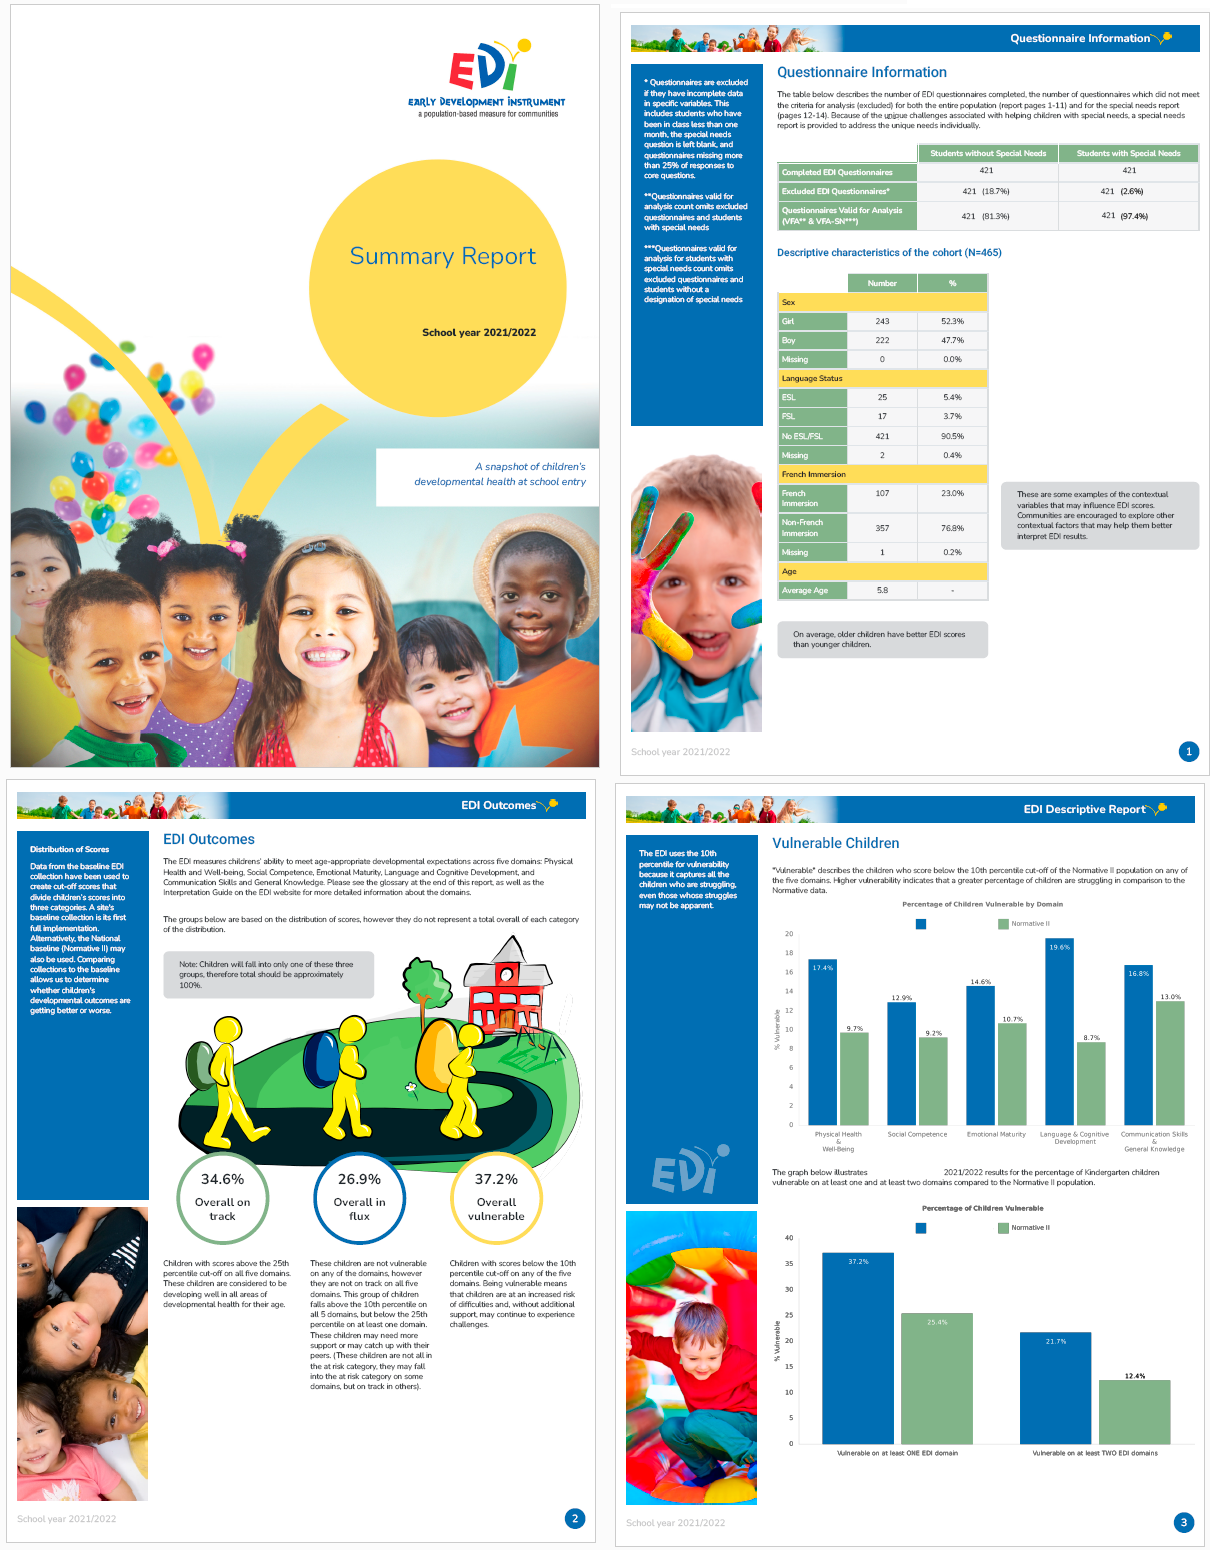 EDi
EARLY DEVELOPMENT INSTRUMENT
a population-based measure for communities
Summary Report
School year 2021/2022
A snapshot of children's
developmental health at school entry
Questionnaire Information
* Questionnaires are excluded
if they have incomplete data
in specific variables. This
includes students who have
been in class less than one
month, the special needs
question is left blank, and
questionnaires missing more
than 25% of responses to
core questions.
**Questionnaires valid for
analysis count omits excluded
questionnaires and students
with special needs
***Questionnaires valid for
analysis for students with
special needs count omits
excluded questionnaires and
students without a
designation of special needs
Questionnaire Information
The table below describes the number of EDI questionnaires completed, the number of questionnaires which did not meet
the criteria for analysis (excluded) for both the entire population (report pages 1-11) and for the special needs report
(pages 12-14). Because of the unique challenges associated with helping children with special needs, a special needs
report is provided to address the unique needs individually.
Students without Special Needs Students with Special Needs
Completed EDI Questionnaires 421 421
Excluded EDI Questionnaires* 421 (18.7%) 421 (2.6%)
Questionnaires Valid for Analysis
(VFA** & VFA-SN***) 421 (81.3%) 421 (97.4%)
Descriptive characteristics of the cohort (N=465)
Number %
Sex
Girl 243 52.3%
Boy 222 47.7%
Missing 0 0.0%
Language Status
ESL 25 5.4%
FSL 17 3.7%
No ESL/FSL 421 90.5%
Missing 2 0.4%
French Immersion
French
Immersion 107 23.0%
Non-French
Immersion 357 76.8%
Missing 1 0.2%
Age
Average Age 5.8 -
These are some examples of the contextual
variables that may influence EDI scores.
Communities are encouraged to explore other
contextual factors that may help them better
interpret EDI results.
On average, older children have better EDI scores
than younger children.
School year 2021/2022
1
EDI Outcomes
Distribution of Scores
Data from the baseline EDI
collection have been used to
create cut-off scores that
divide children's scores into
three categories. A site's
baseline collection is its first
full implementation.
Alternatively, the National
baseline (Normative II) may
also be used. Comparing
collections to the baseline
allows us to determine
whether children's
developmental outcomes are
getting better or worse.
EDI Outcomes
The EDI measures childrens' ability to meet age-appropriate developmental expectations across five domains: Physical
Health and Well-being, Social Competence, Emotional Maturity, Language and Cognitive Development, and
Communication Skills and General Knowledge. Please see the glossary at the end of this report, as well as the
Interpretation Guide on the EDI website for more detailed information about the domains.
The groups below are based on the distribution of scores, however they do not represent a total overall of each category
of the distribution.
Note: Children will fall into only one of these three
groups, therefore total should be approximately
100%.
34.6%
Overall on
track
26.9%
Overall in
flux
37.2%
Overall
vulnerable
Children with scores above the 25th
percentile cut-off on all five domains.
These children are considered to be
developing well in all areas of
developmental health for their age.
These children are not vulnerable
on any of the domains, however
they are not on track on all five
domains. This group of children
falls above the 10th percentile on
all 5 domains, but below the 25th
percentile on at least one domain.
These children may need more
support or may catch up with their
peers. (These children are not all in
the at risk category, they may fall
into the at risk category on some
domains, but on track in others).
Children with scores below the 10th
percentile cut-off on any of the five
domains. Being vulnerable means
that children are at an increased risk
of difficulties and, without additional
support, may continue to experience
challenges.
School year 2021/2022
2
EDI Descriptive Report
The EDI uses the 10th
percentile for vulnerability
because it captures all the
children who are struggling,
even those whose struggles
may not be apparent.
EDi
Vulnerable Children
"Vulnerable" describes the children who score below the 10th percentile cut-off of the Normative II population on any of
the five domains. Higher vulnerability indicates that a greater percentage of children are struggling in comparison to the
Normative data.
Percentage of Children Vulnerable by Domain
Normative II
% Vulnerable
20
18
16
14
12
10
8
6
4
2
0
17.4% 9.7% 12.9% 9.2% 14.6% 10.7% 19.6% 8.7% 16.8% 13.0%
Physical Health
&
Well-Being
Social Competence
Emotional Maturity
Language & Cognitive
Development
Communication Skills
&
General Knowledge
The graph below illustrates 2021/2022 results for the percentage of Kindergarten children
vulnerable on at least one and at least two domains compared to the Normative II population.
Percentage of Children Vulnerable
Normative II
% Vulnerable
40
35
30
25
20
15
10
5
0
37.2% 25.4% 21.7% 12.4%
Vulnerable on at least ONE EDI domain
Vulnerable on at least TWO EDI domains
School year 2021/2022
3